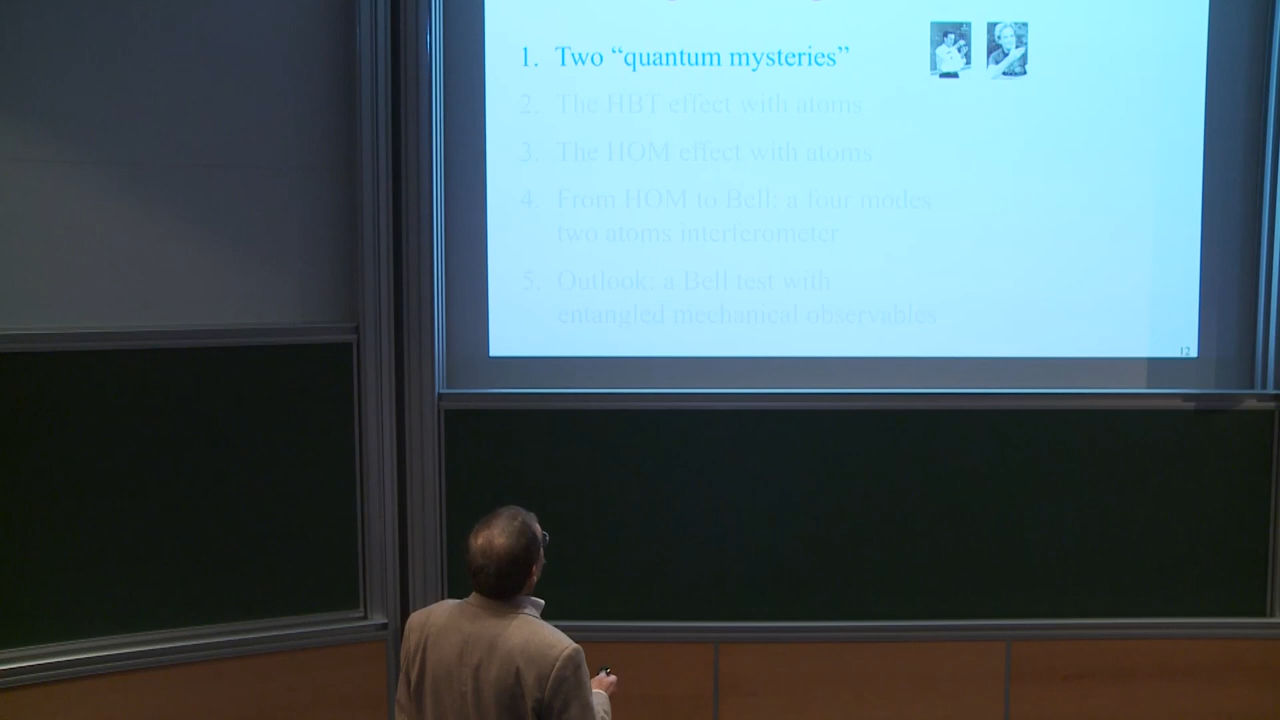 1. Two “quantum mysteries”
2. The HBT effect with atoms
3. The HOM effect with atoms
4. From HOM to Bell: a four modes
two atoms interferometer
5. Outlook: a Bell test with
entangled mechanical observables
12